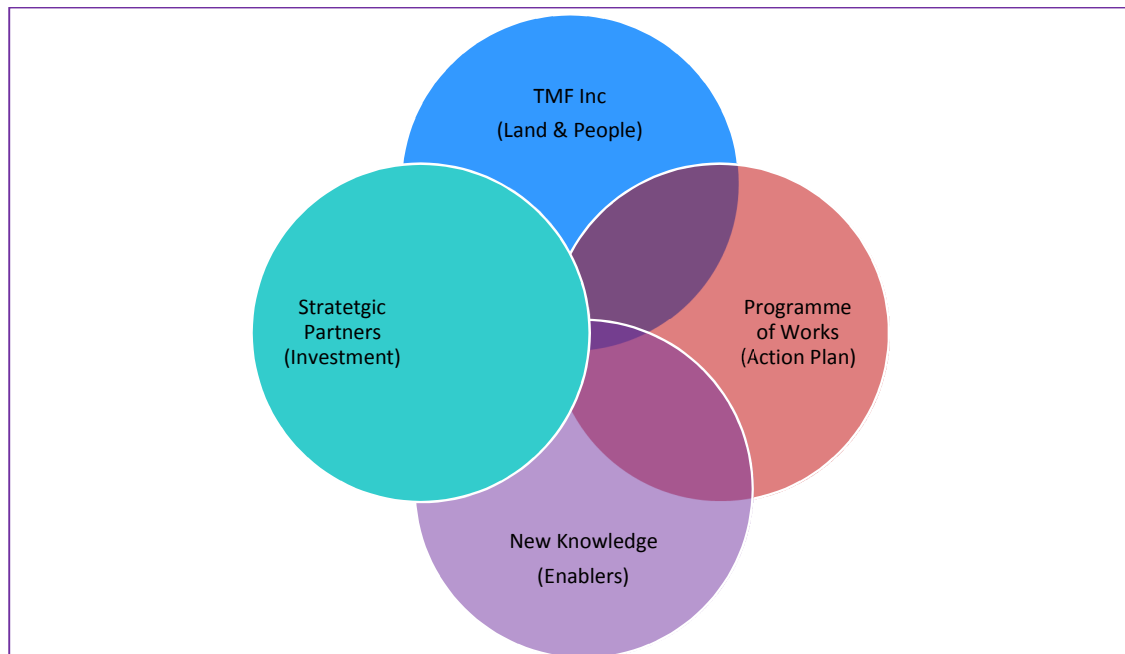 TMF Inc
(Land & People)
Stratetgic
Partners
(Investment)
Programme
of Works
(Action Plan)
New Knowledge
(Enablers)